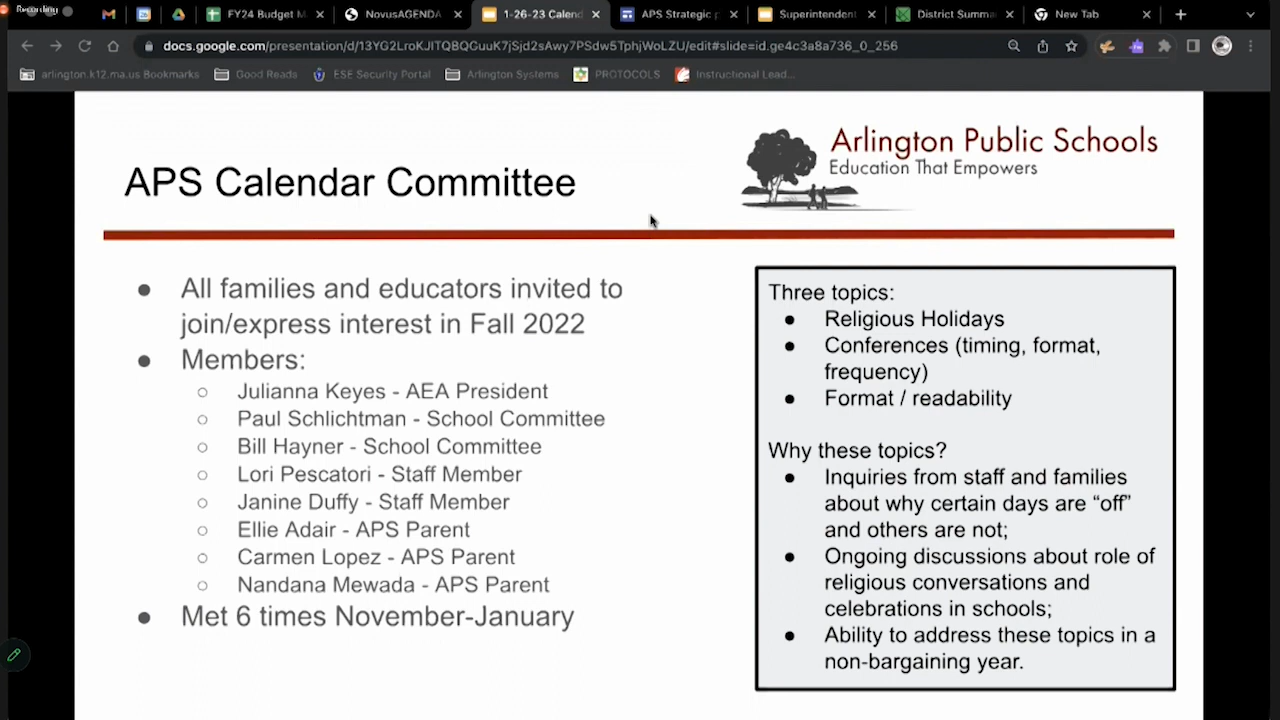 Recording
FY24 Budget M
NovusAGENDA
1-26-23 Calend
APS Strategic p
Superintendent
District Summa
New Tab
docs.google.com/presentation/d/13YG2LroKJITQBQGuuK7jSjd2sAwy7PSdw5TphjWoLZU/edit#slide=id.ge4c3a8a736_0_256
arlington.k12.ma.us Bookmarks
Good Reads
ESE Security Portal
Arlington Systems
PROTOCOLS
Instructional Lead...
Arlington Public Schools
Education That Empowers
APS Calendar Committee
● All families and educators invited to
join/express interest in Fall 2022
● Members:
○ Julianna Keyes - AEA President
○ Paul Schlichtman - School Committee
○ Bill Hayner - School Committee
○ Lori Pescatori - Staff Member
○ Janine Duffy - Staff Member
○ Ellie Adair - APS Parent
○ Carmen Lopez - APS Parent
○ Nandana Mewada - APS Parent
● Met 6 times November-January
Three topics:
● Religious Holidays
● Conferences (timing, format,
frequency)
● Format / readability
Why these topics?
● Inquiries from staff and families
about why certain days are “off”
and others are not;
● Ongoing discussions about role of
religious conversations and
celebrations in schools;
● Ability to address these topics in a
non-bargaining year.